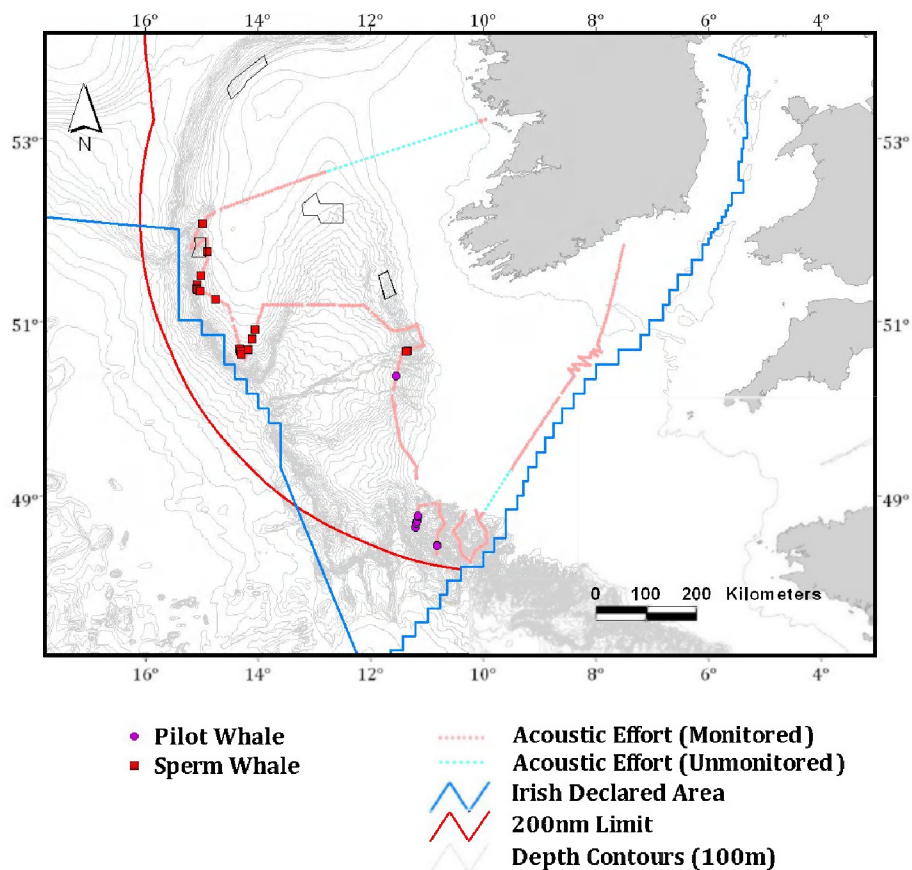 16° 14° 12° 10° 8° 6° 4°
N
53° 53°
51° 51°
49° 49°
0 100 200 Kilometers
16° 14° 12° 10° 8° 6° 4°
Pilot Whale
Sperm Whale
Acoustic Effort (Monitored)
Acoustic Effort (Unmonitored)
Irish Declared Area
200nm Limit
Depth Contours (100m)